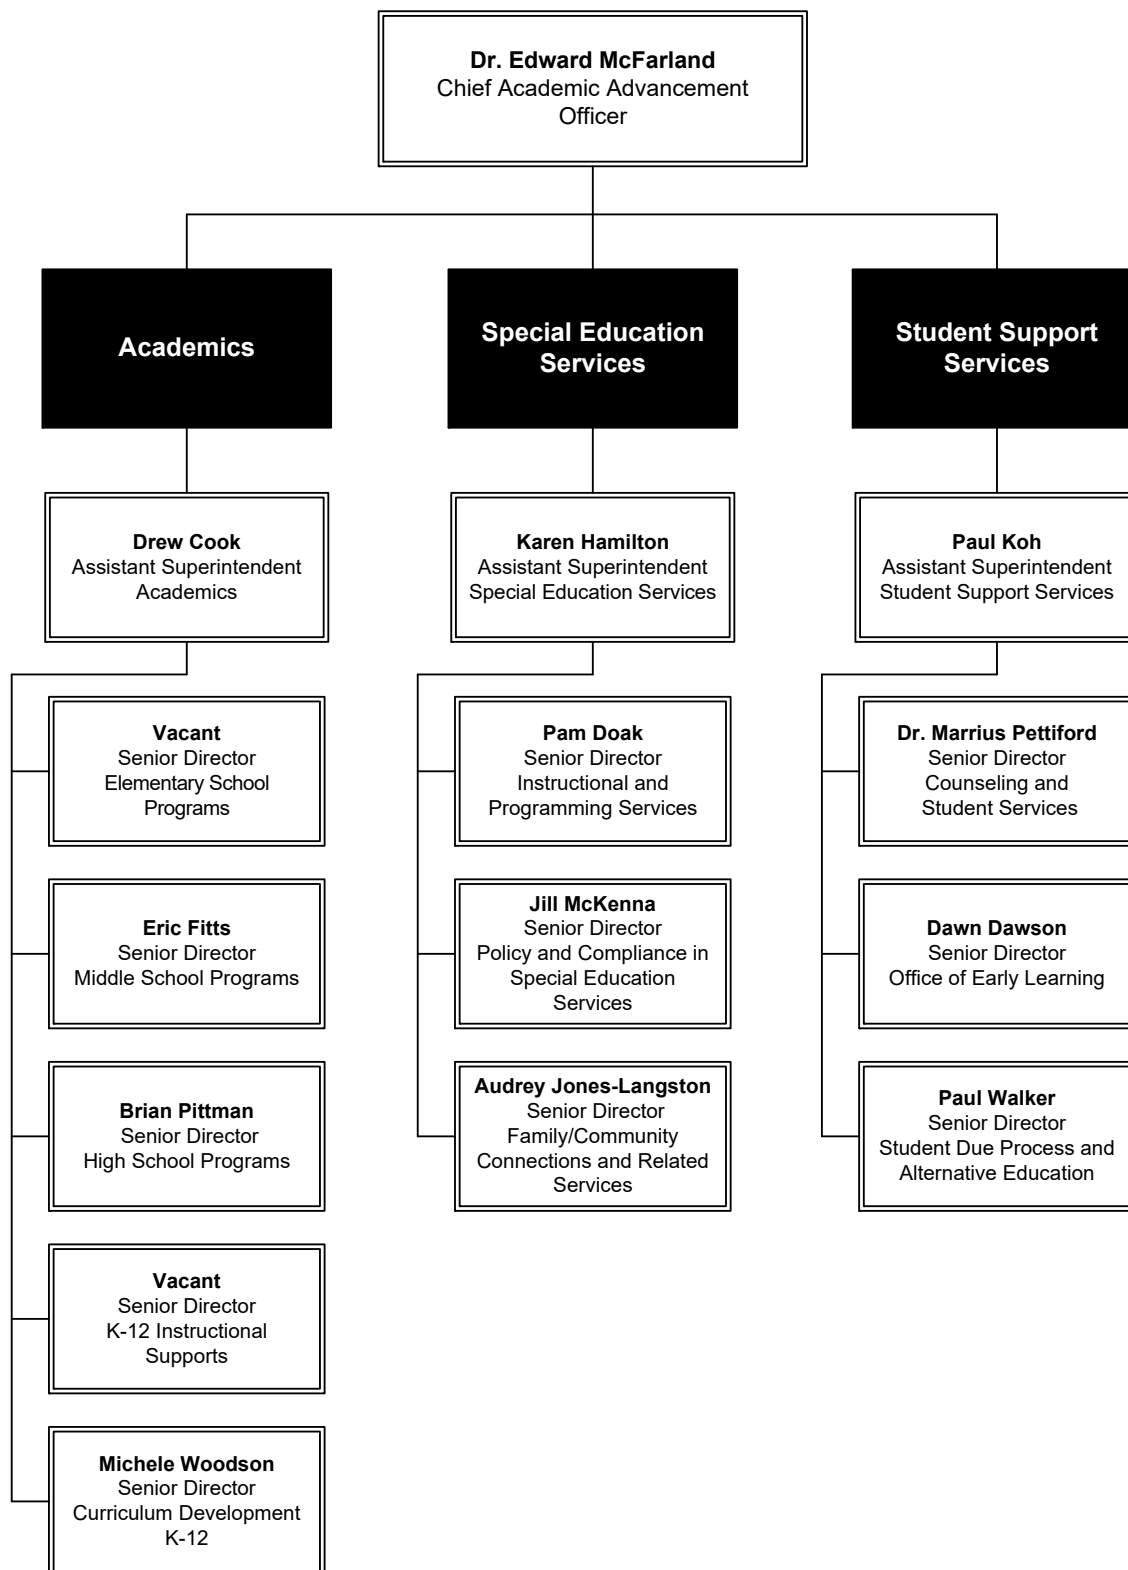 Dr. Edward McFarland
Chief Academic Advancement
Officer
Academics
Special Education
Services
Student Support
Services
Drew Cook
Assistant Superintendent
Academics
Karen Hamilton
Assistant Superintendent
Special Education Services
Paul Koh
Assistant Superintendent
Student Support Services
Vacant
Senior Director
Elementary School
Programs
Eric Fitts
Senior Director
Middle School Programs
Brian Pittman
Senior Director
High School Programs
Vacant
Senior Director
K-12 Instructional
Supports
Michele Woodson
Senior Director
Curriculum Development
K-12
Pam Doak
Senior Director
Instructional and
Programming Services
Jill McKenna
Senior Director
Policy and Compliance in
Special Education
Services
Audrey Jones-Langston
Senior Director
Family/Community
Connections and Related
Services
Dr. Marrius Pettiford
Senior Director
Counseling and
Student Services
Dawn Dawson
Senior Director
Office of Early Learning
Paul Walker
Senior Director
Student Due Process and
Alternative Education